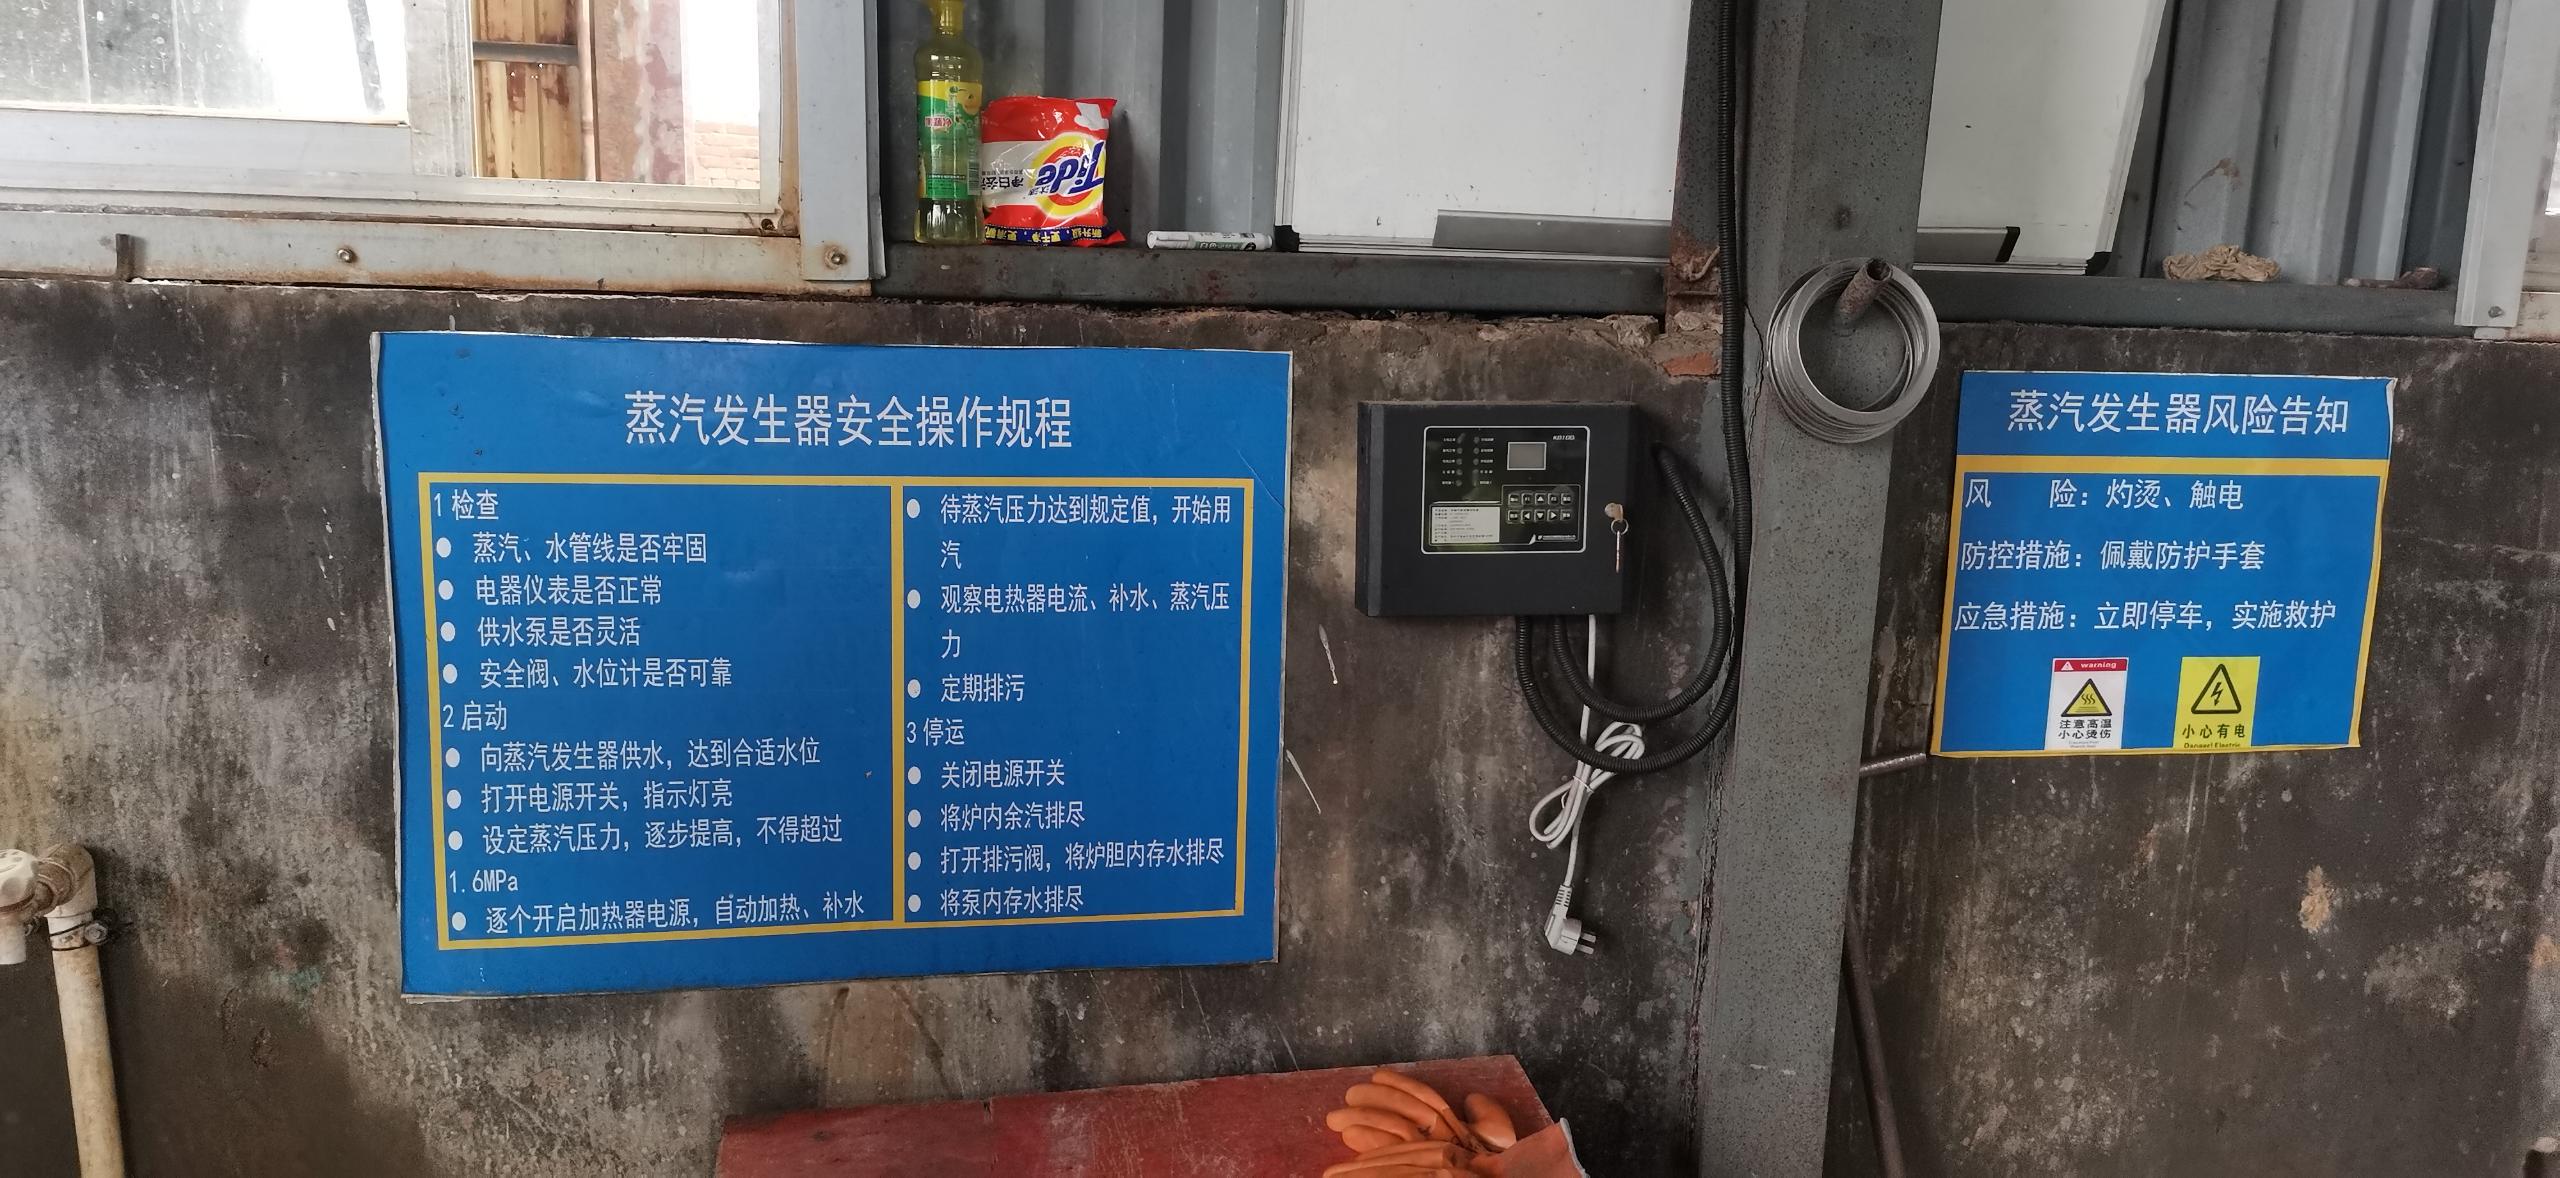 Tide
汰渍
净白
蒸汽发生器安全操作规程
1 检查
● 蒸汽、水管线是否牢固
● 电器仪表是否正常
● 供水泵是否灵活
● 安全阀、水位计是否可靠
2 启动
● 向蒸汽发生器供水，达到合适水位
● 打开电源开关，指示灯亮
● 设定蒸汽压力，逐步提高，不得超过
1.6MPa
● 逐个开启加热器电源，自动加热、补水
● 待蒸汽压力达到规定值，开始用
汽
● 观察电热器电流、补水、蒸汽压
力
● 定期排污
3 停运
● 关闭电源开关
● 将炉内余汽排尽
● 打开排污阀，将炉胆内存水排尽
● 将泵内存水排尽
蒸汽发生器风险告知
风 险：灼烫、触电
防控措施：佩戴防护手套
应急措施：立即停车，实施救护
warning
注意高温
小心烫伤
小心有电
Danger! Electric